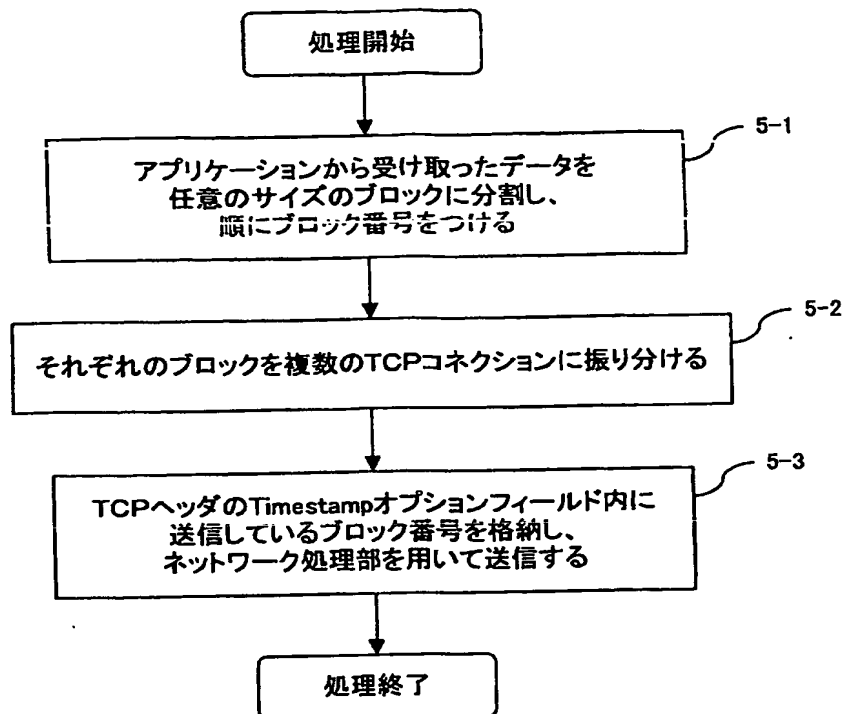 処理開始
5-1
アプリケーションから受け取ったデータを
任意のサイズのブロックに分割し、
順にブロック番号をつける
5-2
それぞれのブロックを複数のTCPコネクションに振り分ける
5-3
TCPヘッダのTimestampオプションフィールド内に
送信しているブロック番号を格納し、
ネットワーク処理部を用いて送信する
処理終了